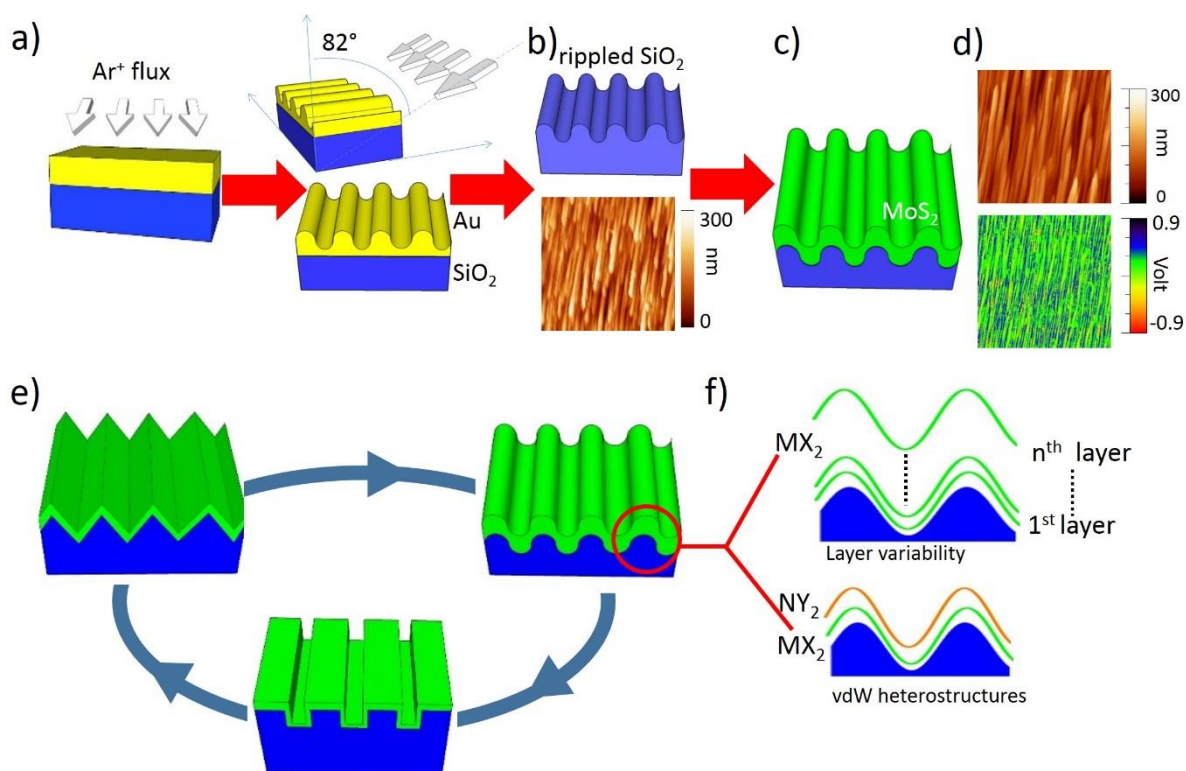 a)
Ar⁺ flux
82°
Au
SiO₂
b)
rippled SiO₂
300
nm
0
c)
MoS₂
d)
300
nm
0
0.9
Volt
-0.9
e)
f)
MX₂
nᵗʰ layer
1ˢᵗ layer
Layer variability
NY₂
MX₂
vdW heterostructures